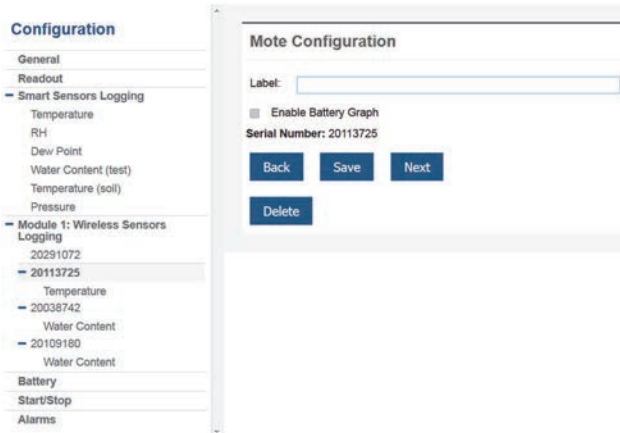 Configuration
General
Readout
Smart Sensors Logging
Temperature
RH
Dew Point
Water Content (test)
Temperature (soil)
Pressure
Module 1: Wireless Sensors
Logging
20291072
20113725
Temperature
20038742
Water Content
20109180
Water Content
Battery
Start/Stop
Alarms
Mote Configuration
Label:
Enable Battery Graph
Serial Number: 20113725
Back Save Next
Delete